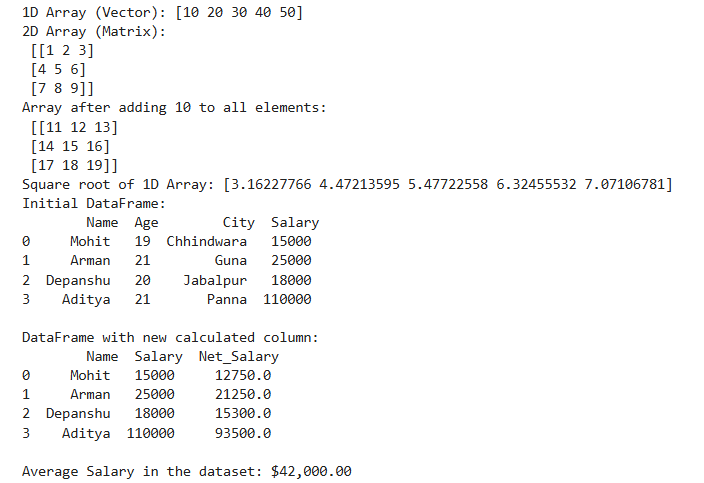 1D Array (Vector): [10 20 30 40 50]
2D Array (Matrix):
 [[1 2 3]
 [4 5 6]
 [7 8 9]]
Array after adding 10 to all elements:
 [[11 12 13]
 [14 15 16]
 [17 18 19]]
Square root of 1D Array: [3.16227766 4.47213595 5.47722558 6.32455532 7.07106781]
Initial DataFrame:
        Name  Age        City  Salary
0      Mohit   19  Chhindwara   15000
1      Arman   21        Guna   25000
2  Depanshu   20    Jabalpur   18000
3     Aditya   21       Panna  110000

DataFrame with new calculated column:
        Name  Salary  Net_Salary
0      Mohit   15000     12750.0
1      Arman   25000     21250.0
2  Depanshu   18000     15300.0
3     Aditya  110000     93500.0

Average Salary in the dataset: $42,000.00